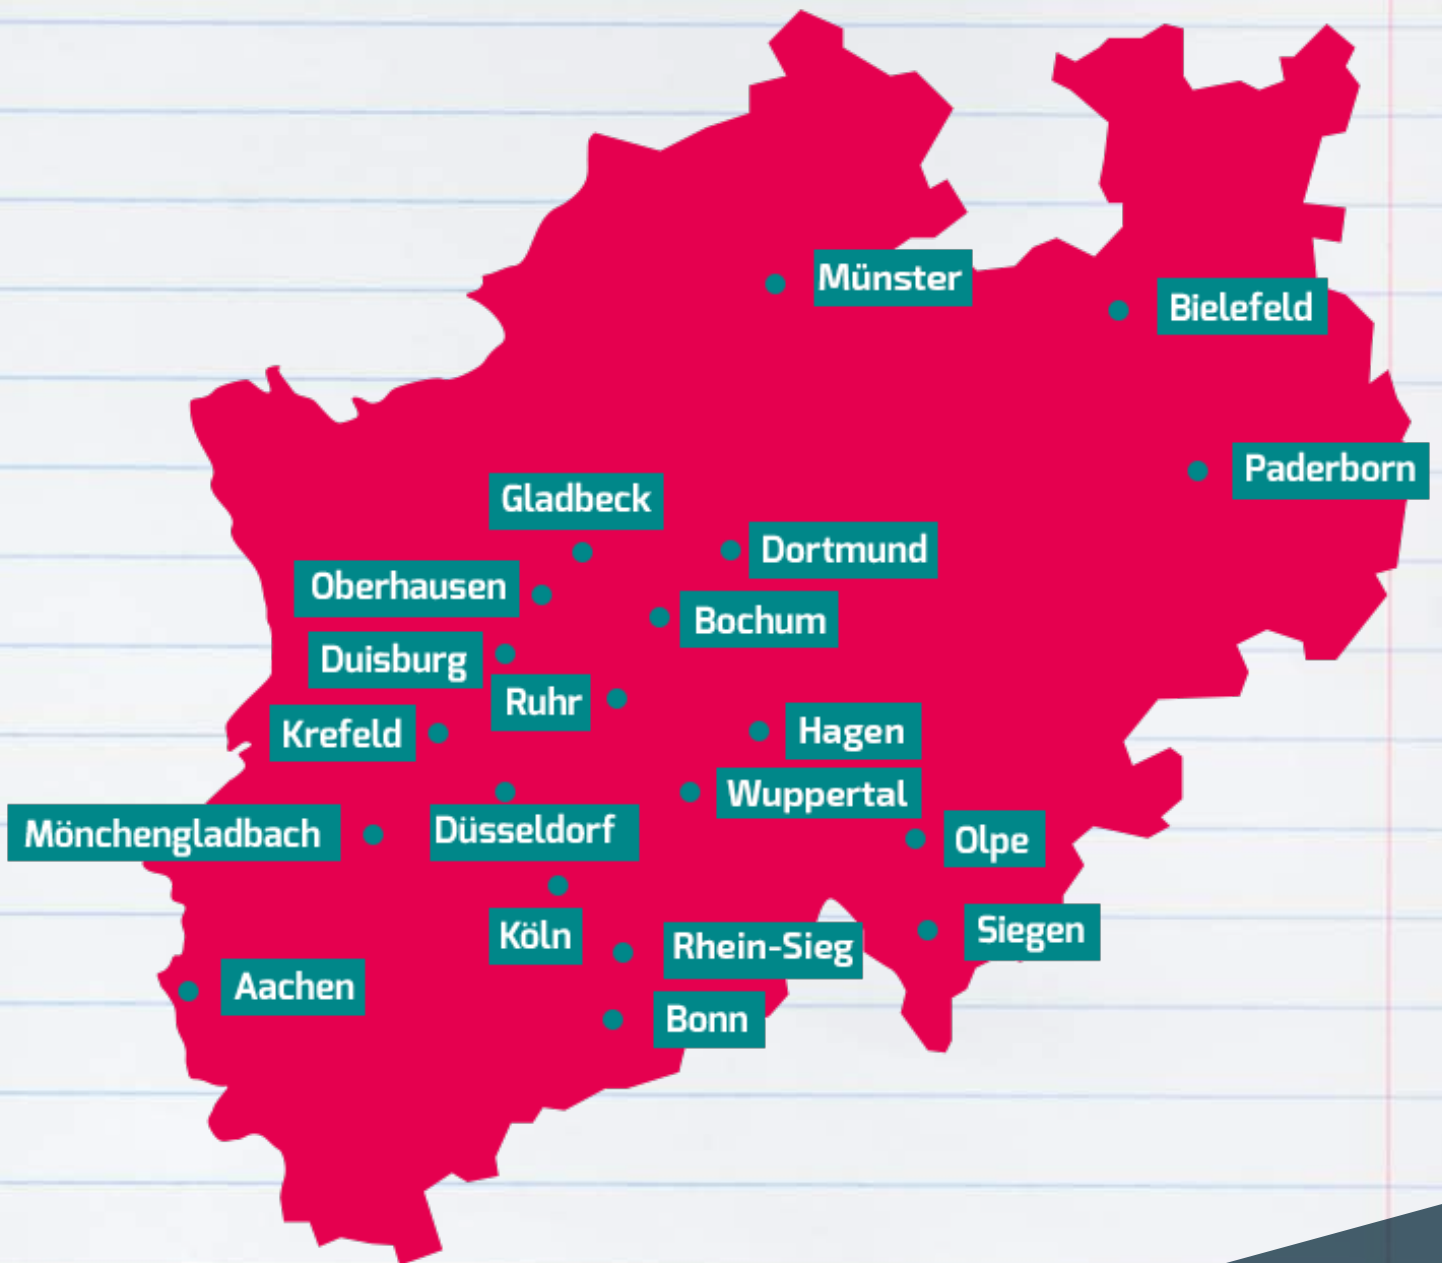 Münster
Bielefeld
Paderborn
Gladbeck
Dortmund
Oberhausen
Bochum
Duisburg
Ruhr
Krefeld
Hagen
Wuppertal
Mönchengladbach
Düsseldorf
Olpe
Köln
Rhein-Sieg
Siegen
Aachen
Bonn